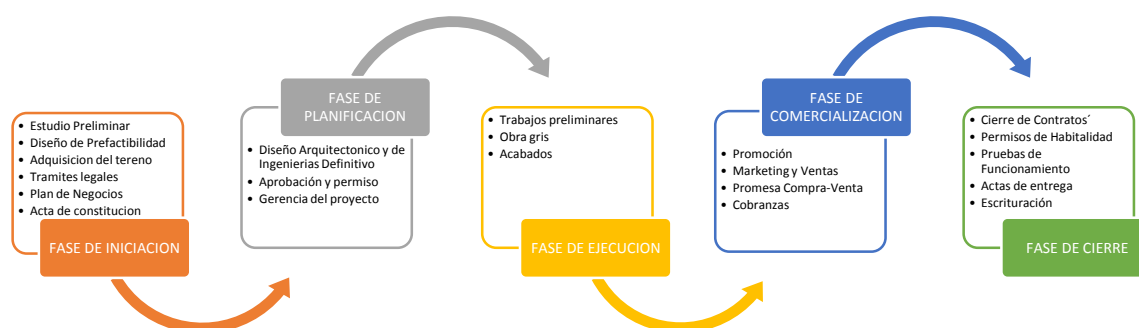 • Estudio Preliminar
• Diseño de Prefactibilidad
• Adquisicion del terreno
• Tramites legales
• Plan de Negocios
• Acta de constitucion
FASE DE INICIACION
FASE DE
PLANIFICACION
• Diseño Arquitectonico y de
Ingenierias Definitivo
• Aprobación y permiso
• Gerencia del proyecto
• Trabajos preliminares
• Obra gris
• Acabados
FASE DE EJECUCION
FASE DE
COMERCIALIZACION
• Promoción
• Marketing y Ventas
• Promesa Compra-Venta
• Cobranzas
• Cierre de Contratos´
• Permisos de Habitalidad
• Pruebas de
Funcionamiento
• Actas de entrega
• Escrituración
FASE DE CIERRE